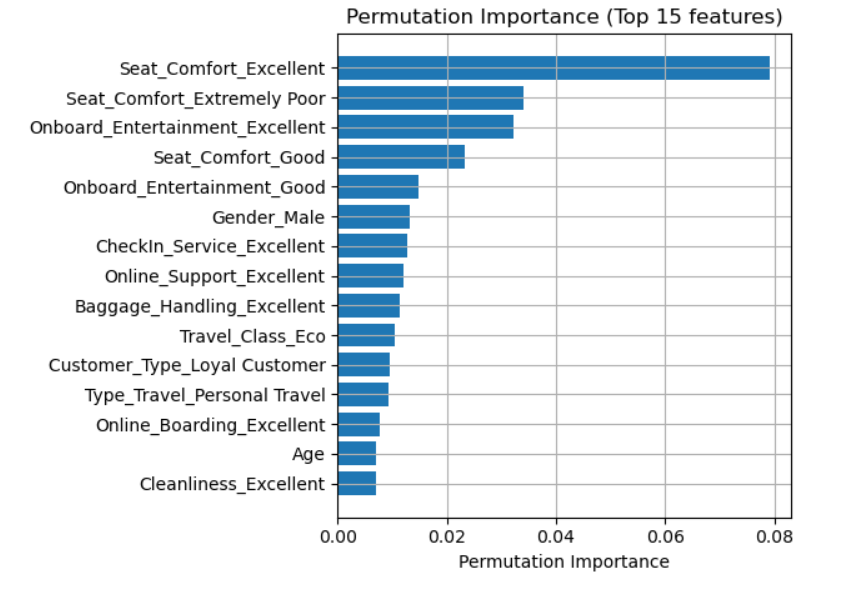 Permutation Importance (Top 15 features)
Seat_Comfort_Excellent
Seat_Comfort_Extremely Poor
Onboard_Entertainment_Excellent
Seat_Comfort_Good
Onboard_Entertainment_Good
Gender_Male
CheckIn_Service_Excellent
Online_Support_Excellent
Baggage_Handling_Excellent
Travel_Class_Eco
Customer_Type_Loyal Customer
Type_Travel_Personal Travel
Online_Boarding_Excellent
Age
Cleanliness_Excellent
0.00 0.02 0.04 0.06 0.08
Permutation Importance